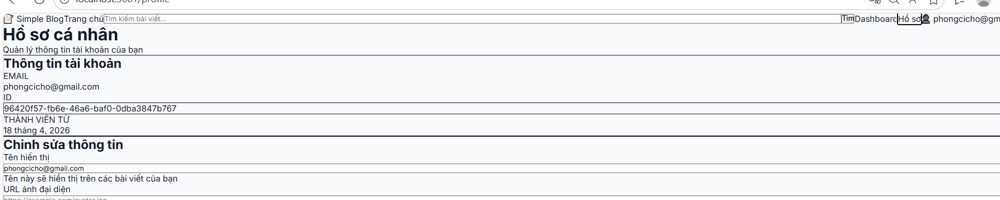 localhost:3001/profile
Simple Blog Trang chủ Tìm kiếm bài viết... Tìm Dashboard Hồ sơ phongcicho@gm
Hồ sơ cá nhân
Quản lý thông tin tài khoản của bạn
Thông tin tài khoản
EMAIL
phongcicho@gmail.com
ID
96420f57-fb6e-46a6-baf0-0dba3847b767
THÀNH VIÊN TỪ
18 tháng 4, 2026
Chỉnh sửa thông tin
Tên hiển thị
phongcicho@gmail.com
Tên này sẽ hiển thị trên các bài viết của bạn
URL ảnh đại diện
https://example.com/avatar.jpg